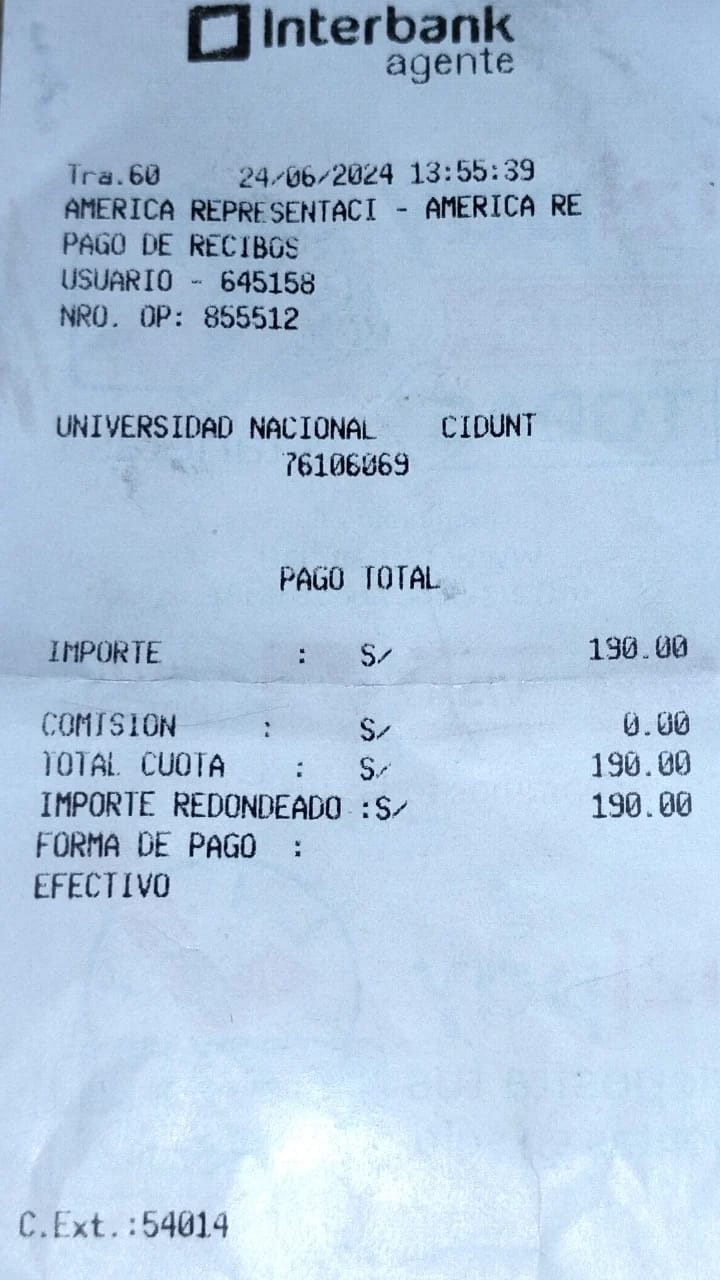 Interbank
agente
Tra.60 24/06/2024 13:55:39
AMERICA REPRESENTACI - AMERICA RE
PAGO DE RECIBOS
USUARIO - 645158
NRO. OP: 855512
UNIVERSIDAD NACIONAL CIDUNT
76106069
PAGO TOTAL
IMPORTE : S/ 190.00
COMISION : S/ 0.00
TOTAL CUOTA : S/ 190.00
IMPORTE REDONDEADO :S/ 190.00
FORMA DE PAGO :
EFECTIVO
C.Ext.:54014